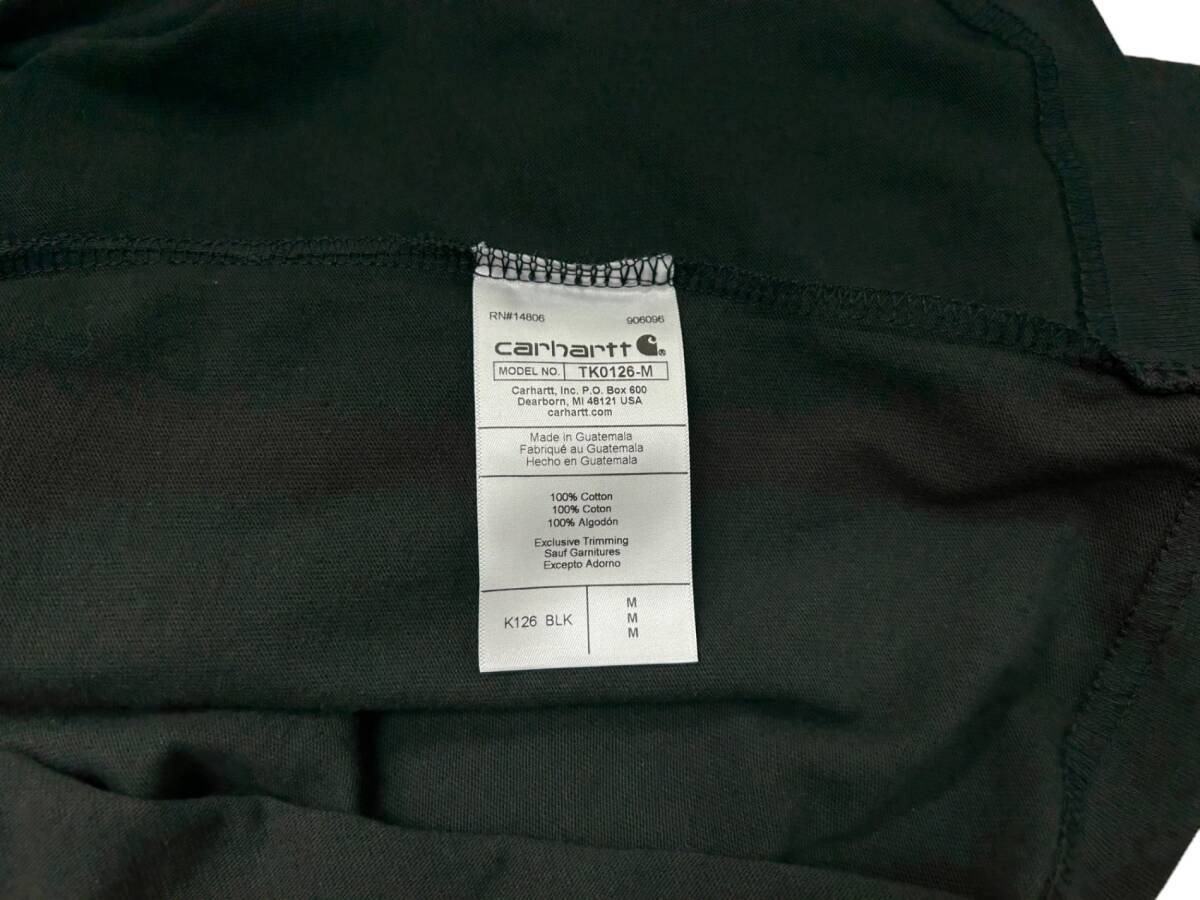 RN#14806 906096
carhartt ®
MODEL NO. TK0126-M
Carhartt, Inc. P.O. Box 600
Dearborn, MI 48121 USA
carhartt.com
Made in Guatemala
Fabriqué au Guatemala
Hecho en Guatemala
100% Cotton
100% Coton
100% Algodón
Exclusive Trimming
Sauf Garnitures
Excepto Adorno
K126 BLK
M
M
M